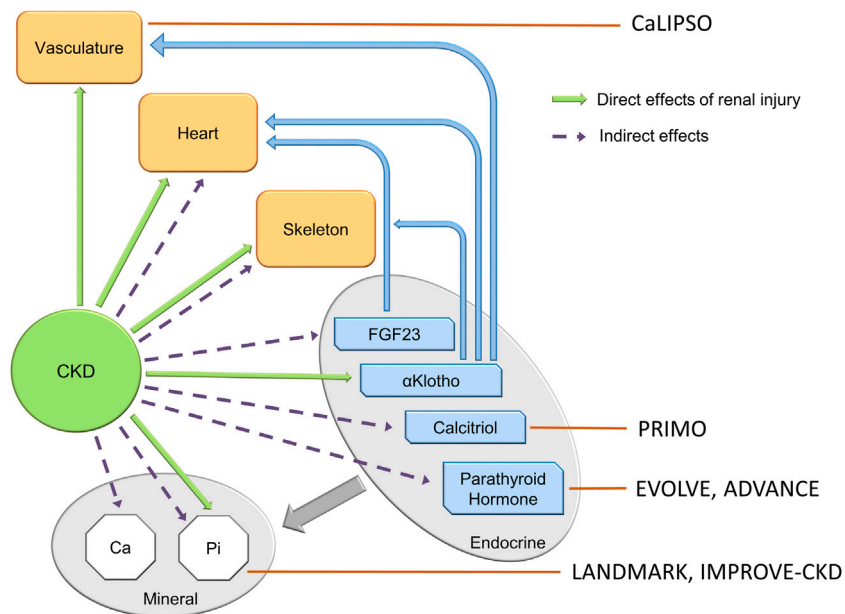 CaLIPSO
Vasculature
Direct effects of renal injury
Heart
Indirect effects
Skeleton
FGF23
CKD
αKlotho
Calcitriol
PRIMO
Parathyroid
Hormone
EVOLVE, ADVANCE
Endocrine
Ca
Pi
LANDMARK, IMPROVE-CKD
Mineral